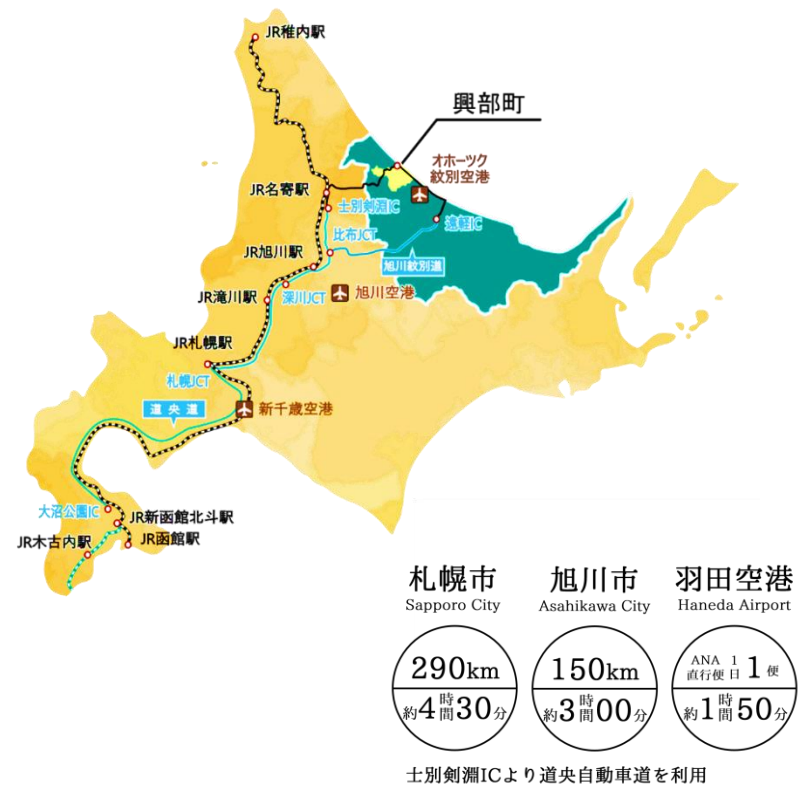 JR稚内駅
興部町
オホーツク
紋別空港
JR名寄駅
士別剣淵IC
遠軽IC
比布JCT
JR旭川駅
旭川紋別道
JR滝川駅
深川JCT
旭川空港
JR札幌駅
札幌JCT
道央道
新千歳空港
大沼公園IC
JR新函館北斗駅
JR木古内駅
JR函館駅
札幌市
Sapporo City
290km
約4時間30分
旭川市
Asahikawa City
150km
約3時間00分
羽田空港
Haneda Airport
ANA直行便 1日1便
約1時間50分
士別剣淵ICより道央自動車道を利用